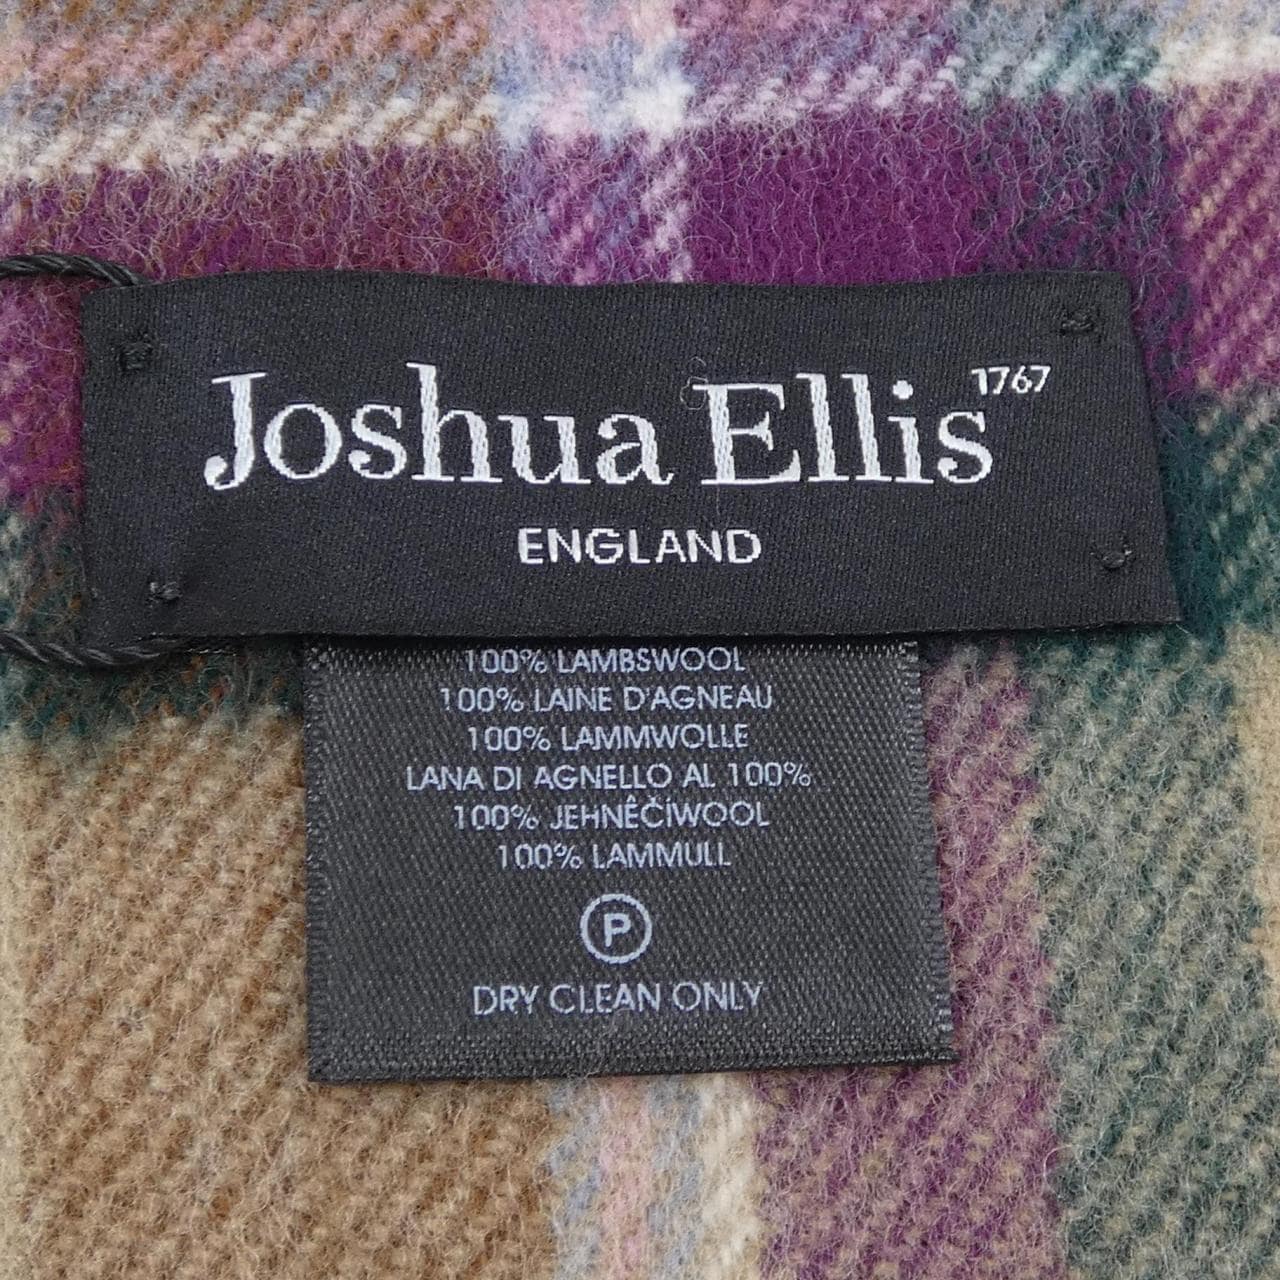 Joshua Ellis 1767
ENGLAND
100% LAMBSWOOL
100% LAINE D'AGNEAU
100% LAMMWOLLE
LANA DI AGNELLO AL 100%
100% JEHNÊČÍWOOL
100% LAMMULL
P
DRY CLEAN ONLY